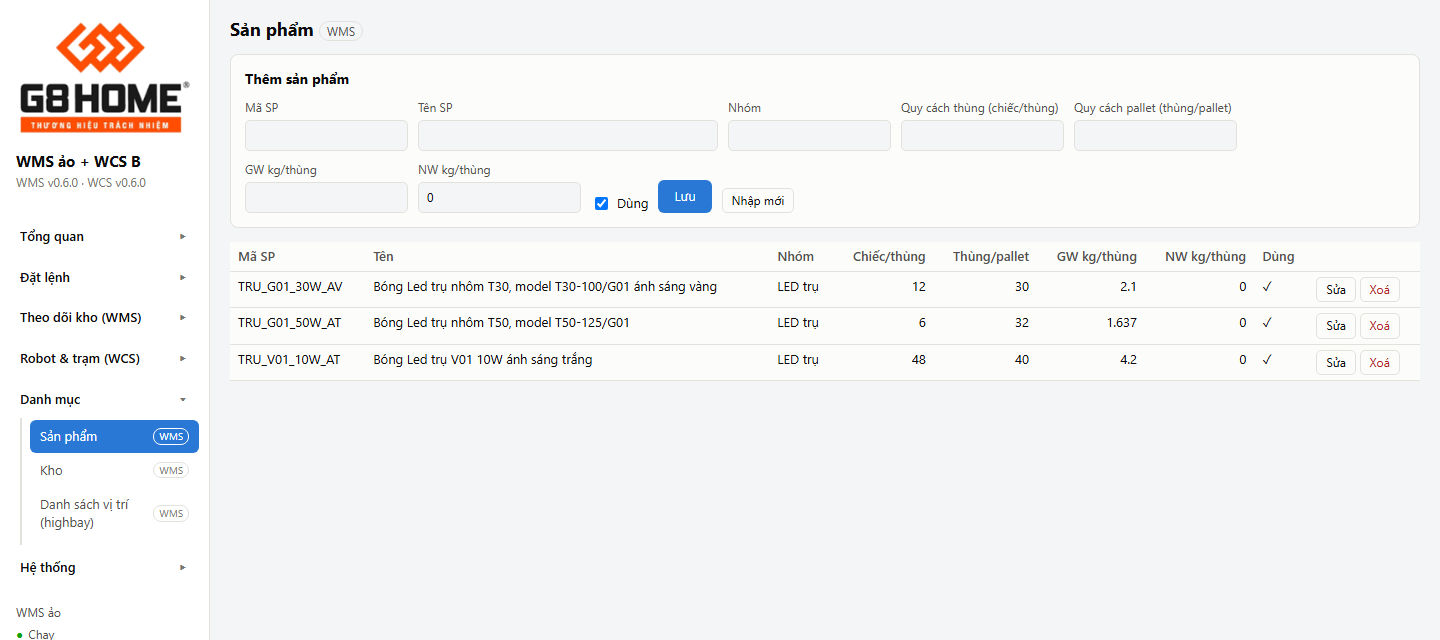 G8 HOME®
THƯƠNG HIỆU TRÁCH NHIỆM
WMS ảo + WCS B
WMS v0.6.0 · WCS v0.6.0
Tổng quan
Đặt lệnh
Theo dõi kho (WMS)
Robot & trạm (WCS)
Danh mục
Sản phẩm WMS
Kho WMS
Danh sách vị trí (highbay) WMS
Hệ thống
WMS ảo
Chạy
Sản phẩm WMS
Thêm sản phẩm
Mã SP Tên SP Nhóm Quy cách thùng (chiếc/thùng) Quy cách pallet (thùng/pallet)
GW kg/thùng NW kg/thùng
0 Dùng Lưu Nhập mới
Mã SP Tên Nhóm Chiếc/thùng Thùng/pallet GW kg/thùng NW kg/thùng Dùng
TRU_G01_30W_AV Bóng Led trụ nhôm T30, model T30-100/G01 ánh sáng vàng LED trụ 12 30 2.1 0 ✓ Sửa Xoá
TRU_G01_50W_AT Bóng Led trụ nhôm T50, model T50-125/G01 LED trụ 6 32 1.637 0 ✓ Sửa Xoá
TRU_V01_10W_AT Bóng Led trụ V01 10W ánh sáng trắng LED trụ 48 40 4.2 0 ✓ Sửa Xoá